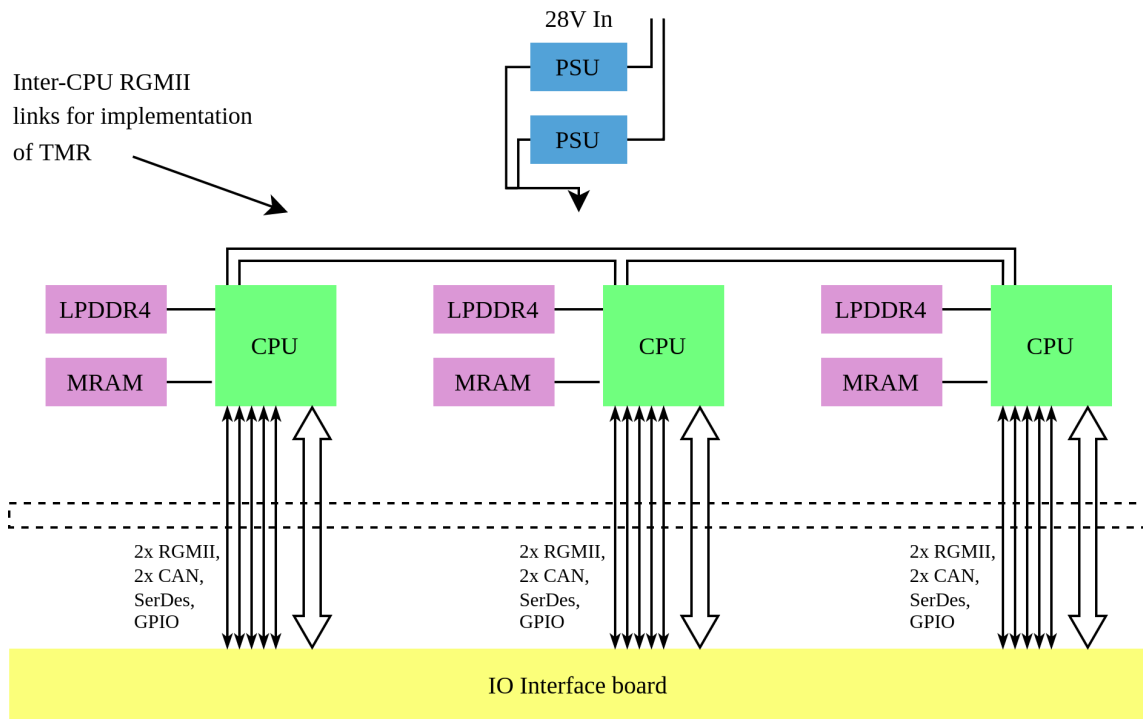 28V In
PSU
PSU
Inter-CPU RGMII
links for implementation
of TMR
LPDDR4
MRAM
CPU
LPDDR4
MRAM
CPU
LPDDR4
MRAM
CPU
2x RGMII,
2x CAN,
SerDes,
GPIO
2x RGMII,
2x CAN,
SerDes,
GPIO
2x RGMII,
2x CAN,
SerDes,
GPIO
IO Interface board